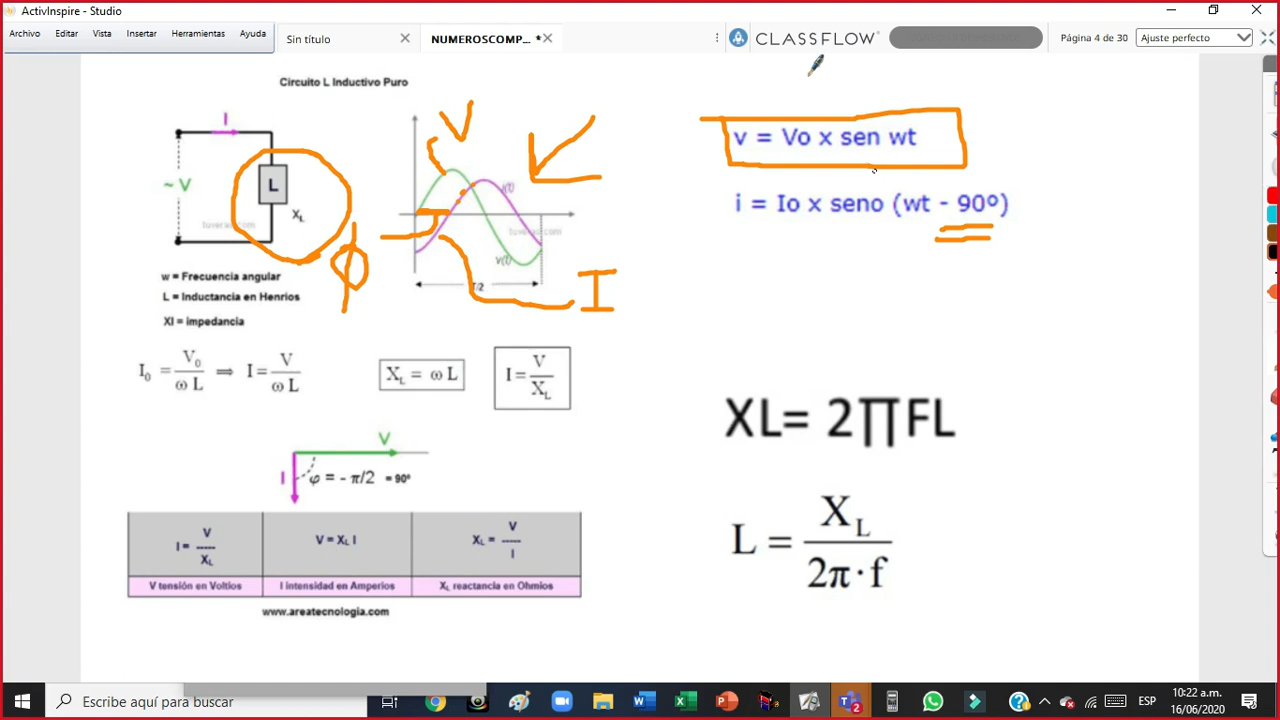 ActivInspire - Studio
Archivo Editar Vista Insertar Herramientas Ayuda
Sin título
NUMEROSCOMP... *
CLASSFLOW
Página 4 de 30
Ajuste perfecto
Circuito L Inductivo Puro
I
~ V
L
XL
V
i(t)
v(t)
T/2
I
ϕ
v = Vo x sen wt
i = Io x seno (wt - 90º)
w = Frecuencia angular
L = Inductancia en Henrios
Xl = impedancia
I0 = V0 / ω L ⟹ I = V / ω L
XL = ω L
I = V / XL
XL= 2∏FL
V
I
φ = - π/2 = 90º
L = XL / 2π·f
I = V ----- XL
V = XL I
XL = V ----- I
V tensión en Voltios
I intensidad en Amperios
XL reactancia en Ohmios
www.areatecnologia.com
Escribe aquí para buscar
2
ESP
10:22 a.m.
16/06/2020